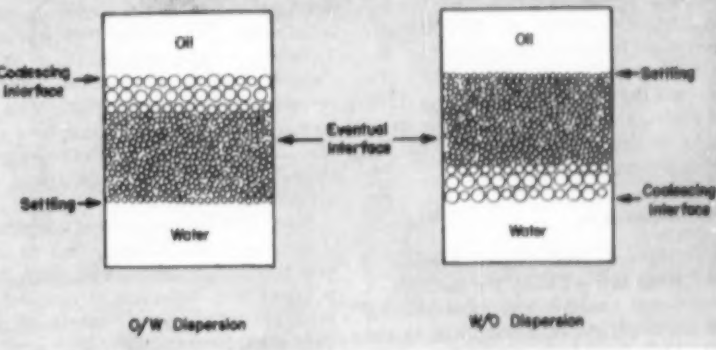 Oil
Coalescing
Interface
Settling
Water
O/W Dispersion
Eventual
Interface
Oil
Settling
Coalescing
Interface
Water
W/O Dispersion